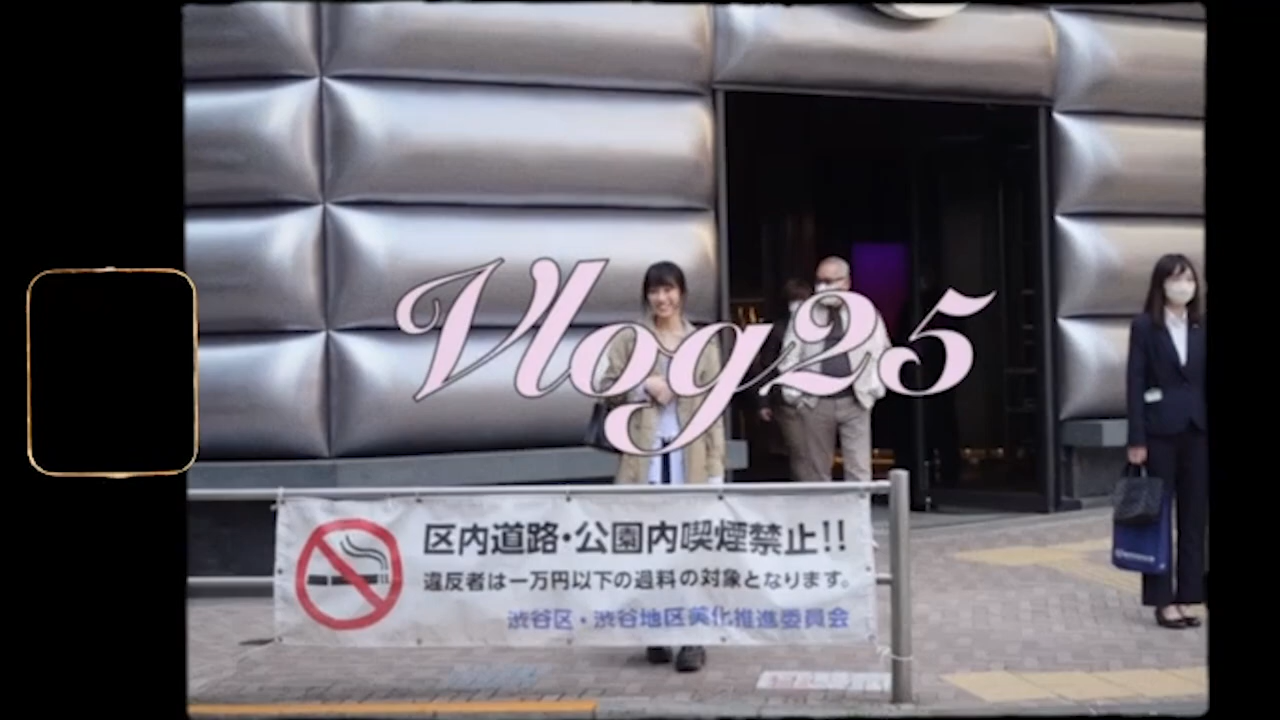 Vlog25
区内道路・公園内喫煙禁止!!
違反者は一万円以下の過料の対象となります。
渋谷区・渋谷地区美化推進委員会